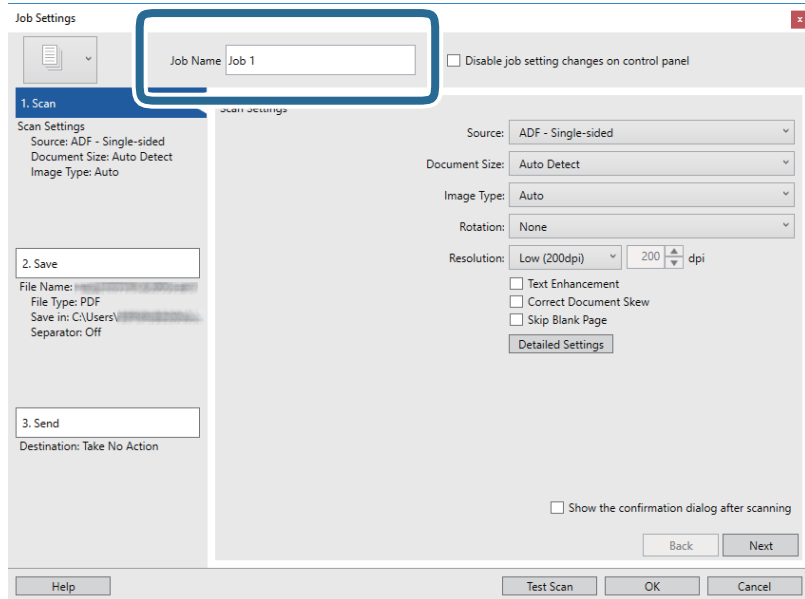 Job Settings
x
Job Name Job 1
Disable job setting changes on control panel
1. Scan
Scan Settings
Source: ADF - Single-sided
Document Size: Auto Detect
Image Type: Auto
2. Save
File Name:
File Type: PDF
Save in: C:\Users\
Separator: Off
3. Send
Destination: Take No Action
Scan Settings
Source: ADF - Single-sided
Document Size: Auto Detect
Image Type: Auto
Rotation: None
Resolution: Low (200dpi) 200 dpi
Text Enhancement
Correct Document Skew
Skip Blank Page
Detailed Settings
Show the confirmation dialog after scanning
Back Next
Help Test Scan OK Cancel